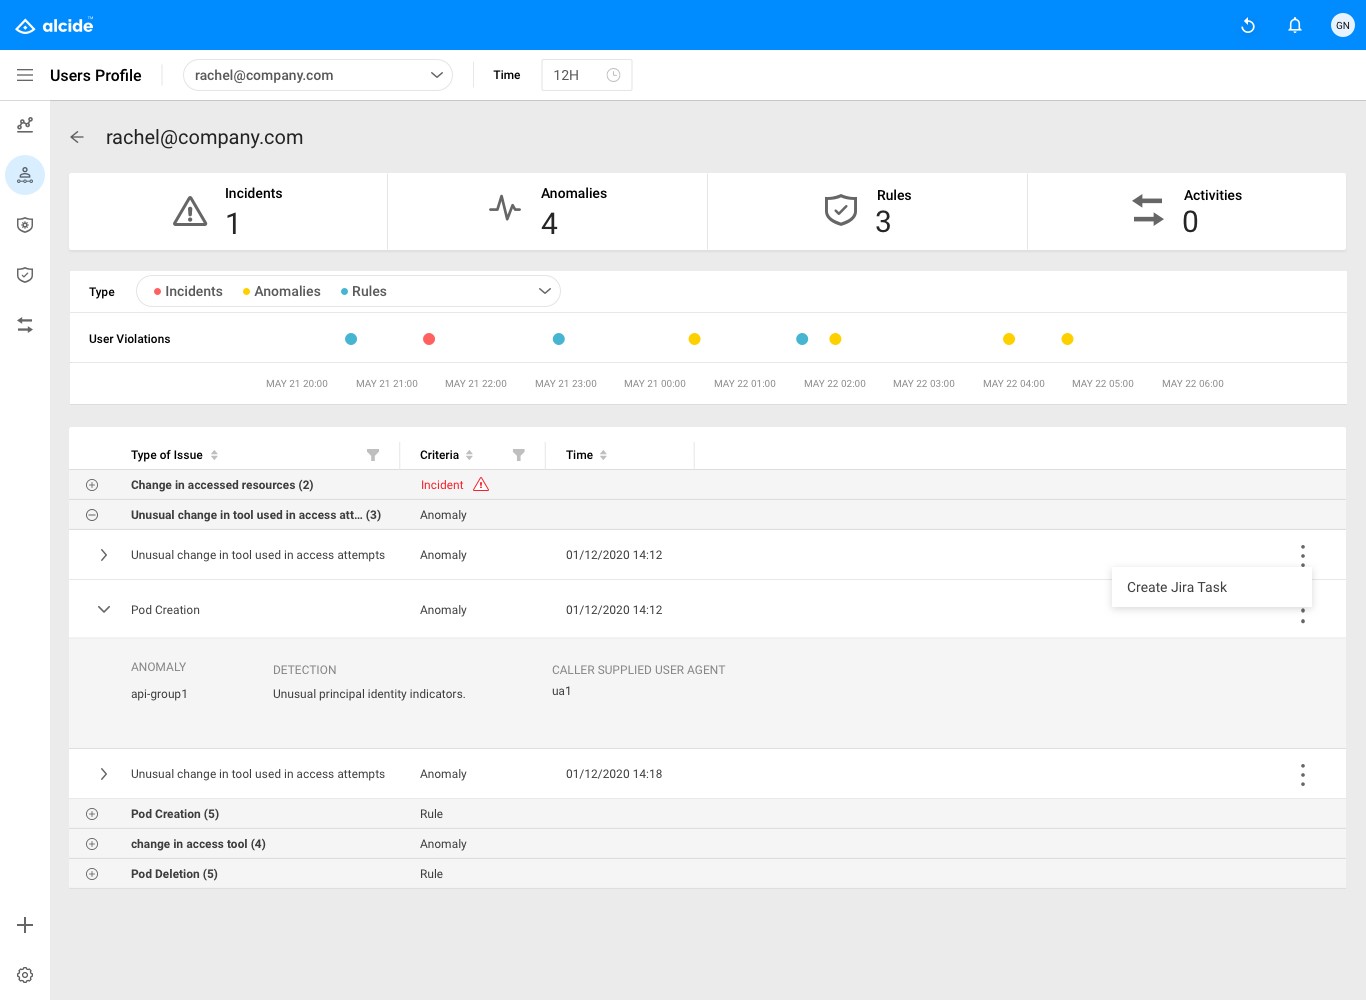 alcide™
GN
Users Profile
rachel@company.com
Time
12H
rachel@company.com
Incidents
1
Anomalies
4
Rules
3
Activities
0
Type
Incidents
Anomalies
Rules
User Violations
MAY 21 20:00
MAY 21 21:00
MAY 21 22:00
MAY 21 23:00
MAY 21 00:00
MAY 22 01:00
MAY 22 02:00
MAY 22 03:00
MAY 22 04:00
MAY 22 05:00
MAY 22 06:00
Type of Issue
Criteria
Time
Change in accessed resources (2)
Incident
Unusual change in tool used in access att... (3)
Anomaly
Unusual change in tool used in access attempts
Anomaly
01/12/2020 14:12
Create Jira Task
Pod Creation
Anomaly
01/12/2020 14:12
ANOMALY
api-group1
DETECTION
Unusual principal identity indicators.
CALLER SUPPLIED USER AGENT
ua1
Unusual change in tool used in access attempts
Anomaly
01/12/2020 14:18
Pod Creation (5)
Rule
change in access tool (4)
Anomaly
Pod Deletion (5)
Rule